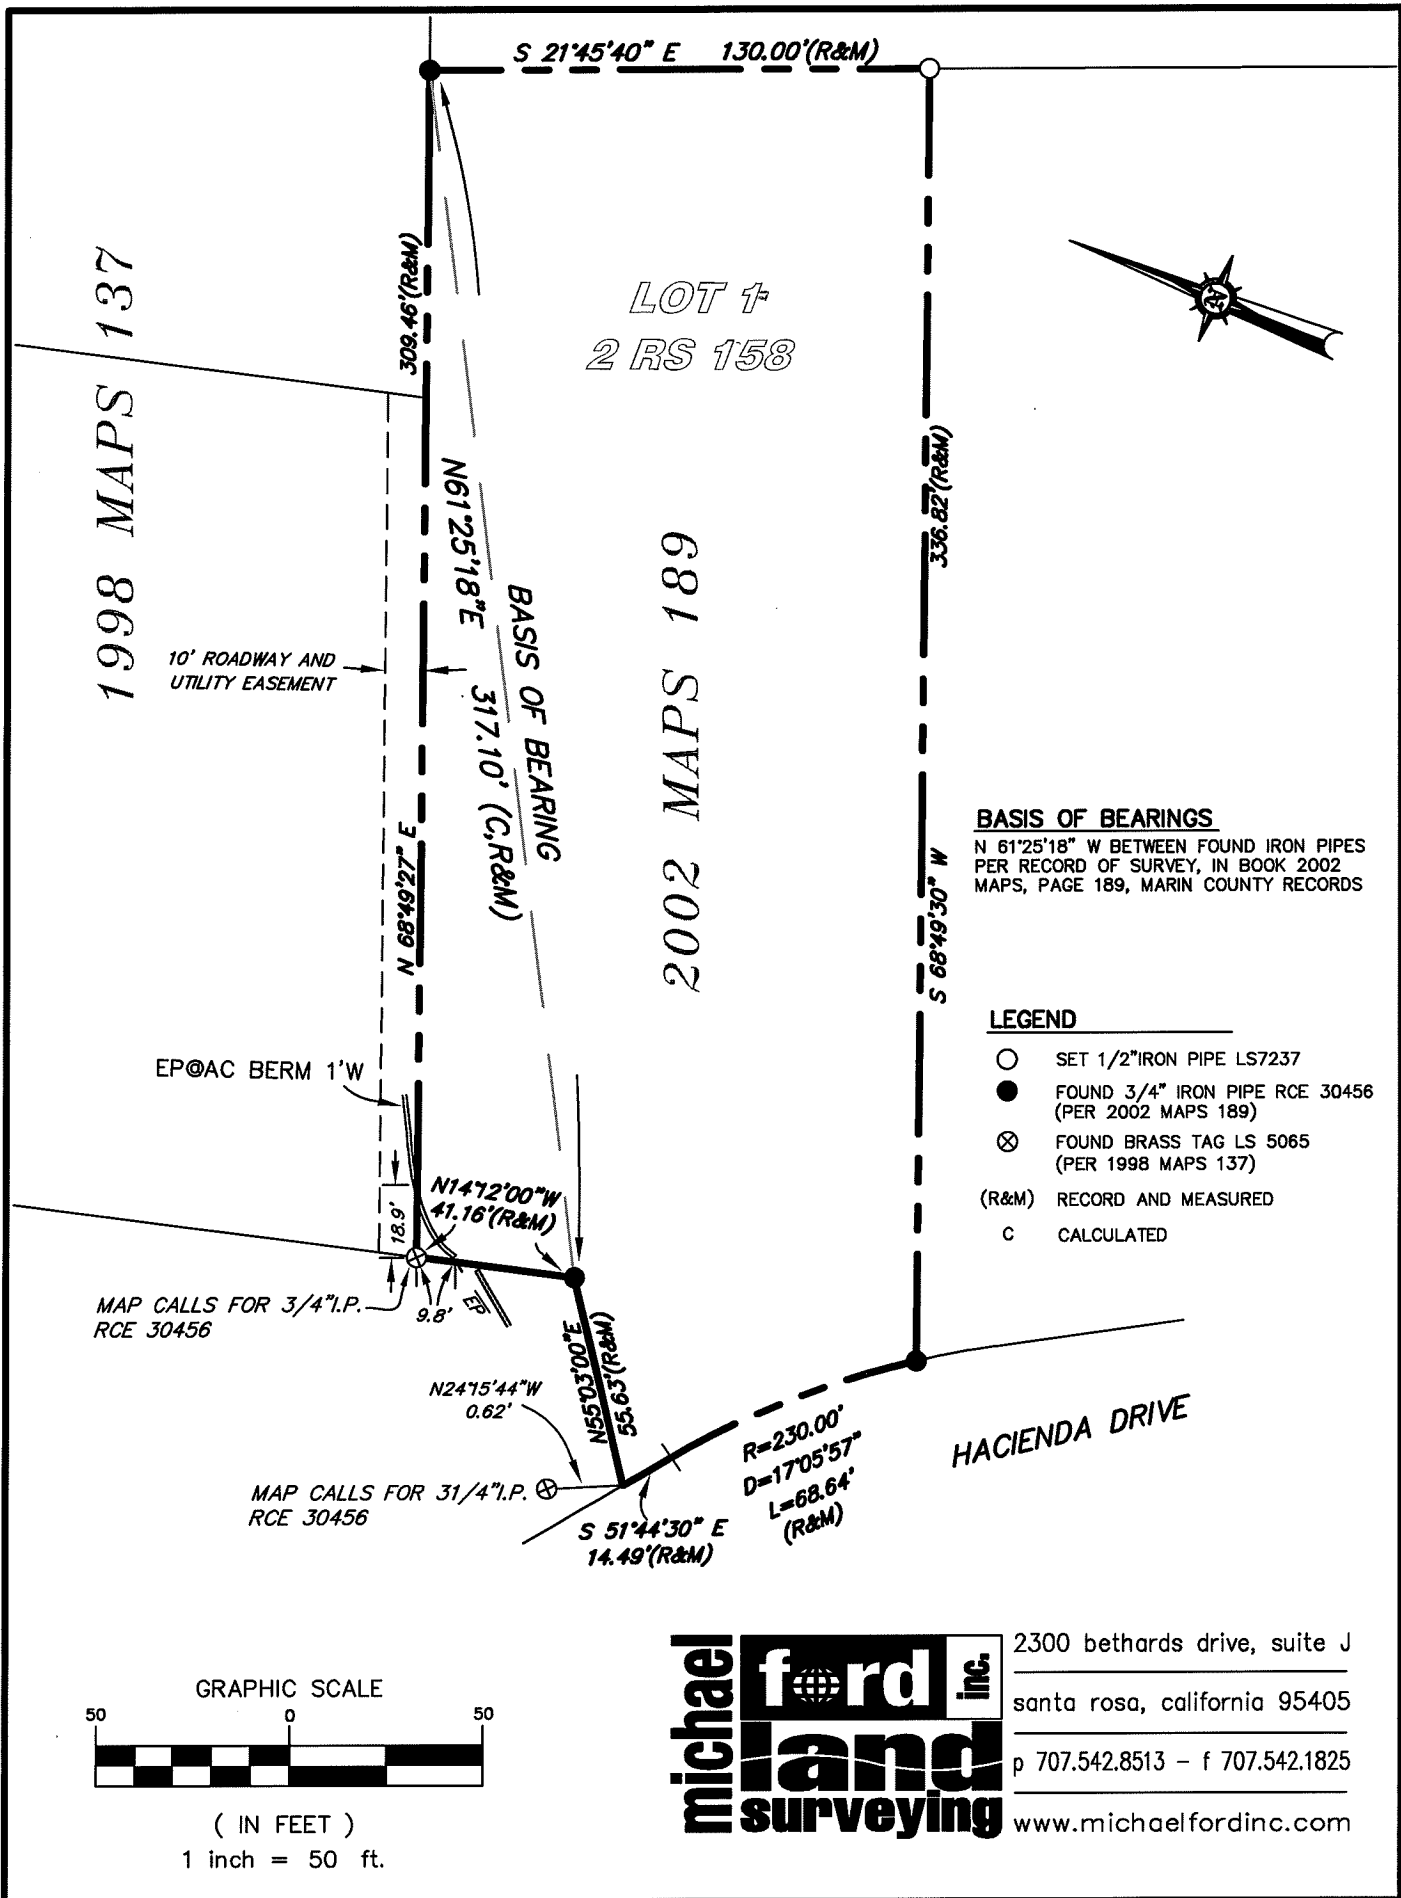 S 21°45'40" E 130.00'(R&M)
309.46'(R&M)
1998 MAPS 137
LOT 1
2 RS 158
336.82'(R&M)
N61°25'18"E 317.10' (C,R&M)
BASIS OF BEARING
2002 MAPS 189
10' ROADWAY AND
UTILITY EASEMENT
N 68°49'27" E
S 68°49'30" W
BASIS OF BEARINGS
N 61°25'18" W BETWEEN FOUND IRON PIPES
PER RECORD OF SURVEY, IN BOOK 2002
MAPS, PAGE 189, MARIN COUNTY RECORDS
LEGEND
SET 1/2"IRON PIPE LS7237
FOUND 3/4" IRON PIPE RCE 30456
(PER 2002 MAPS 189)
FOUND BRASS TAG LS 5065
(PER 1998 MAPS 137)
(R&M) RECORD AND MEASURED
C CALCULATED
EP@AC BERM 1'W
N14°12'00"W
41.16'(R&M)
18.9'
9.8'
EP
MAP CALLS FOR 3/4"I.P.
RCE 30456
N55°03'00"E
55.63'(R&M)
N24°15'44"W
0.62'
MAP CALLS FOR 31/4"I.P.
RCE 30456
S 51°44'30" E
14.49'(R&M)
R=230.00'
D=17°05'57"
L=68.64'
(R&M)
HACIENDA DRIVE
GRAPHIC SCALE
50 0 50
( IN FEET )
1 inch = 50 ft.
michael
ford inc.
land
surveying
2300 bethards drive, suite J
santa rosa, california 95405
p 707.542.8513 - f 707.542.1825
www.michaelfordinc.com